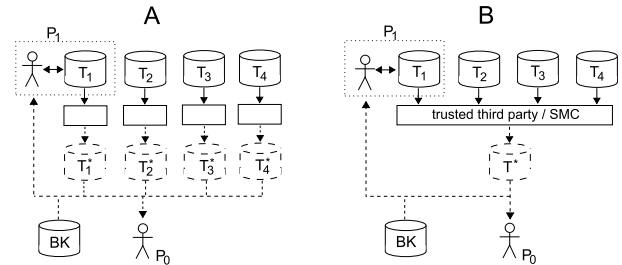 A
P1
T1
T2
T3
T4
T1*
T2*
T3*
T4*
BK
P0
B
P1
T1
T2
T3
T4
trusted third party / SMC
T*
BK
P0